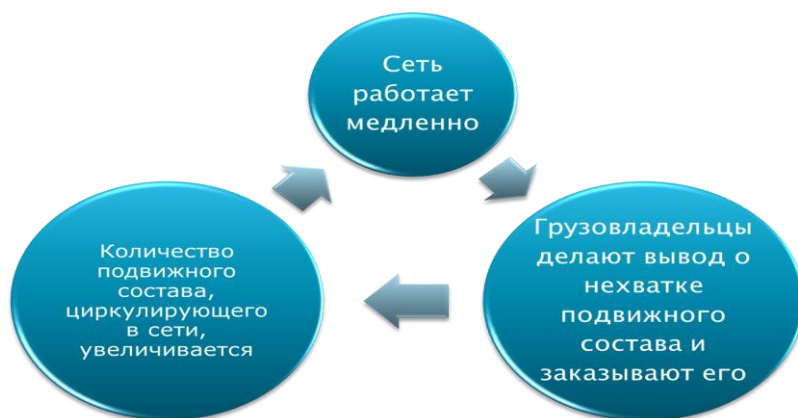 Сеть
работает
медленно
Грузовладельцы
делают вывод о
нехватке
подвижного
состава и
заказывают его
Количество
подвижного
состава,
циркулирующего
в сети,
увеличивается